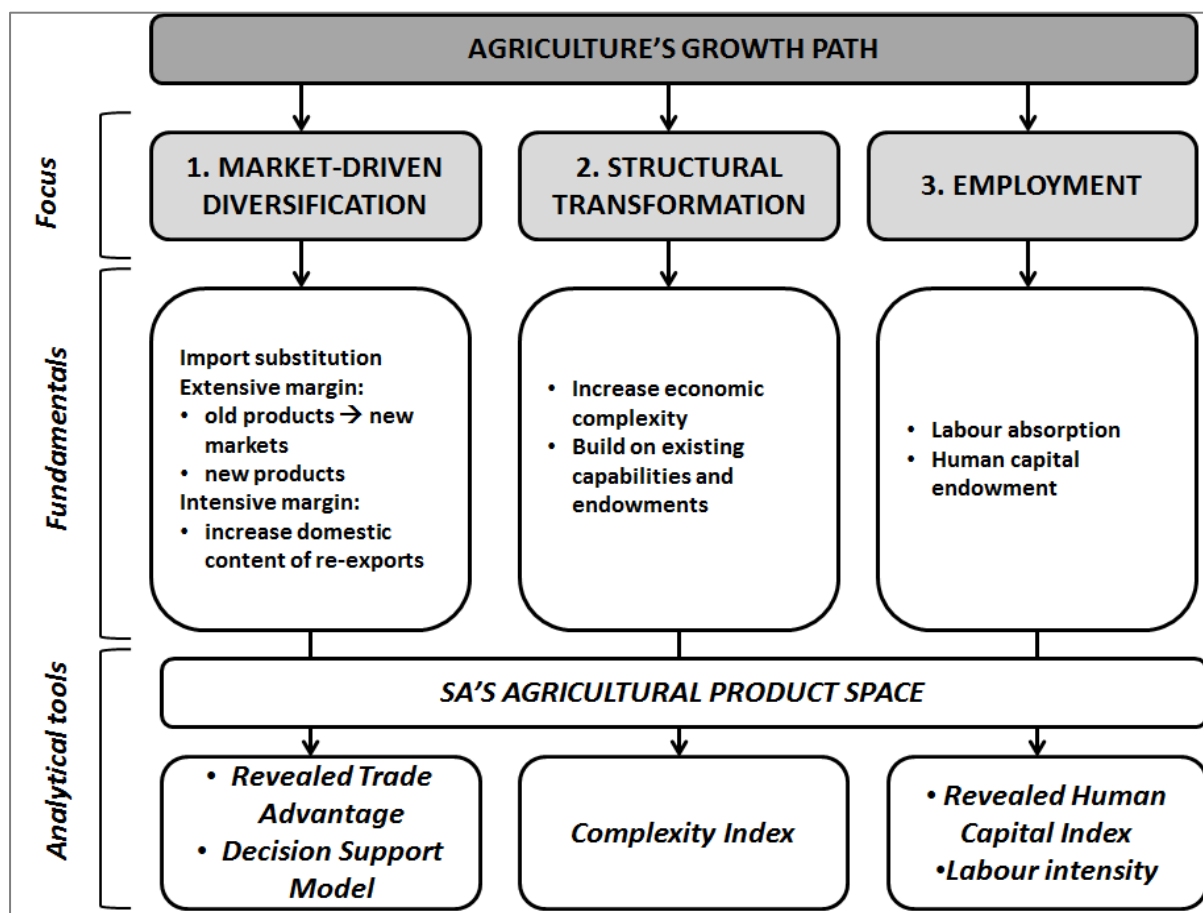 AGRICULTURE'S GROWTH PATH
Focus
1. MARKET-DRIVEN
DIVERSIFICATION
2. STRUCTURAL
TRANSFORMATION
3. EMPLOYMENT
Fundamentals
Import substitution
Extensive margin:
• old products → new
markets
• new products
Intensive margin:
• increase domestic
content of re-exports
• Increase economic
complexity
• Build on existing
capabilities and
endowments
• Labour absorption
• Human capital
endowment
Analytical tools
SA'S AGRICULTURAL PRODUCT SPACE
• Revealed Trade
Advantage
• Decision Support
Model
Complexity Index
• Revealed Human
Capital Index
•Labour intensity